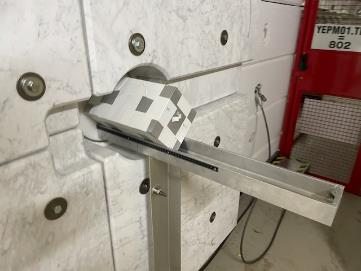 YEPM01.T
=
802